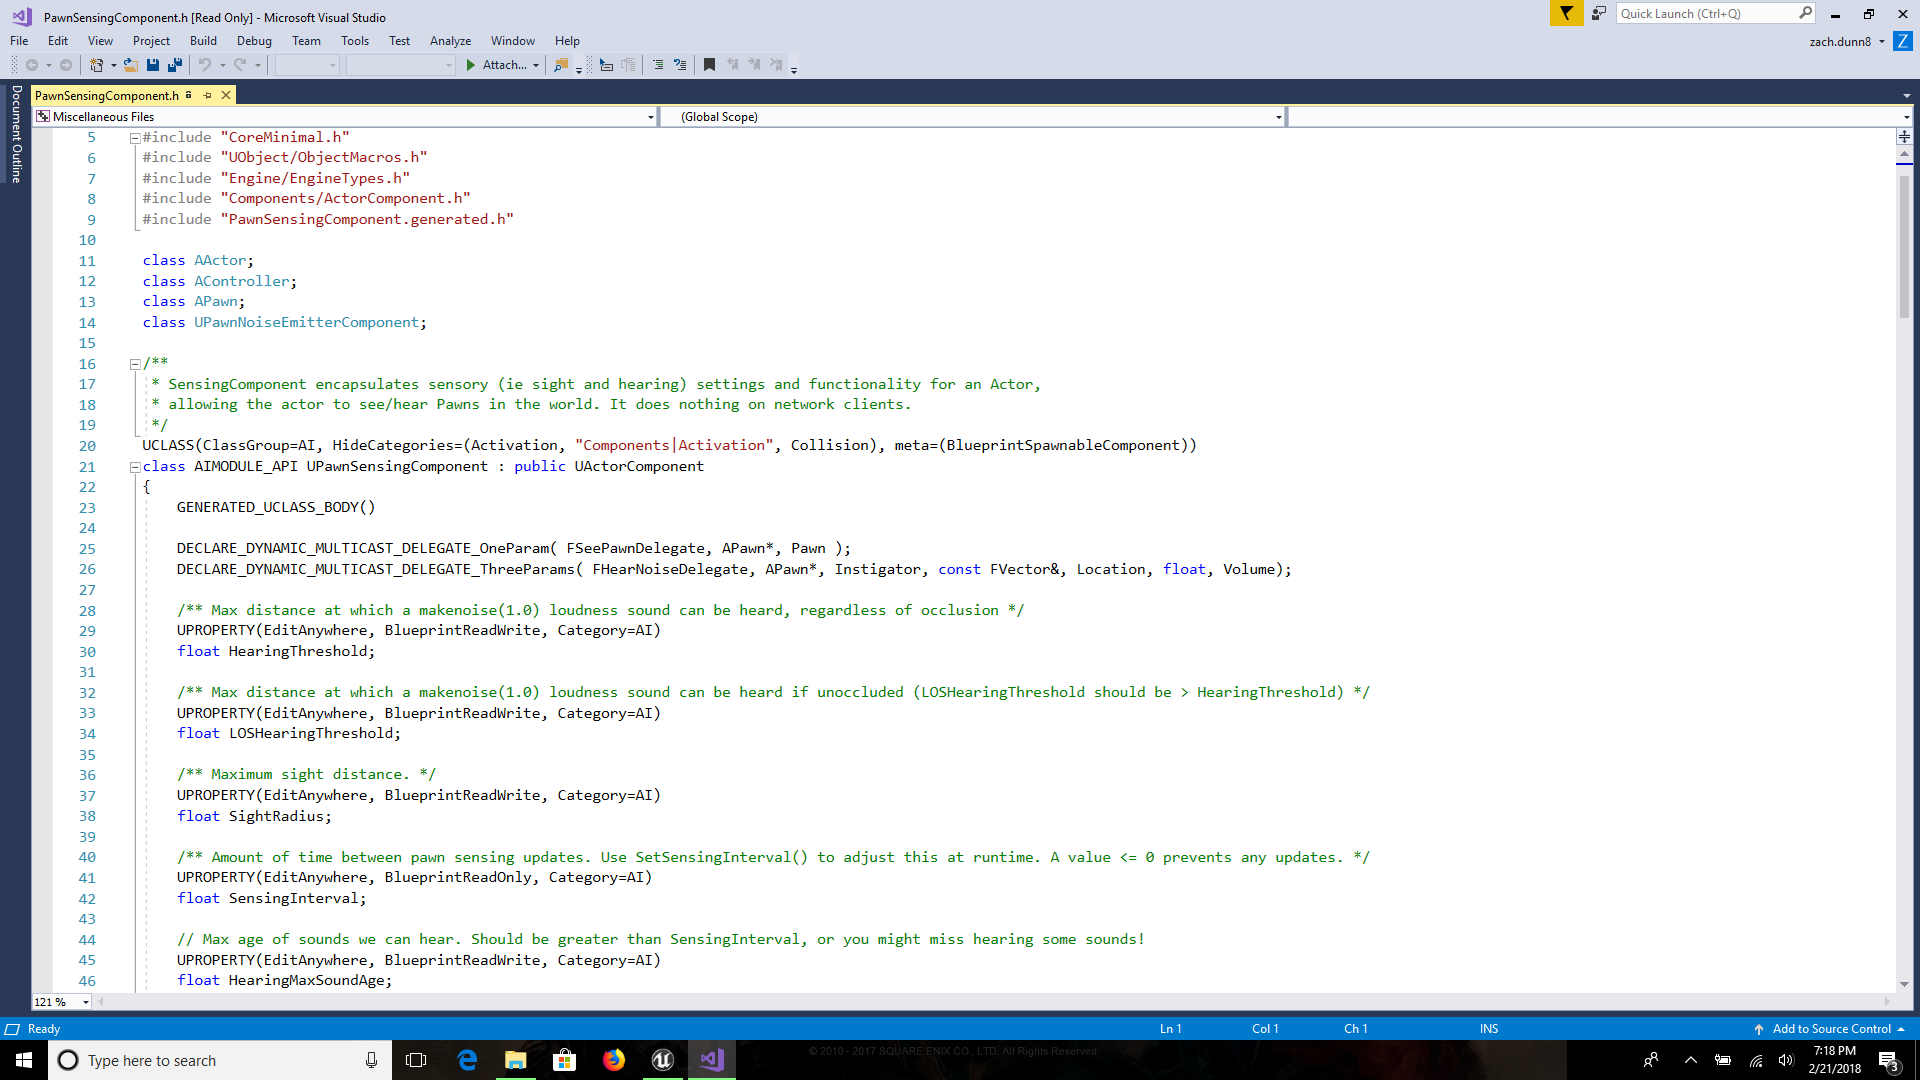 PawnSensingComponent.h [Read Only] - Microsoft Visual Studio
Quick Launch (Ctrl+Q)
File Edit View Project Build Debug Team Tools Test Analyze Window Help
zach.dunn8 Z
Attach...
Document Outline
PawnSensingComponent.h
Miscellaneous Files (Global Scope)
5 #include "CoreMinimal.h"
6 #include "UObject/ObjectMacros.h"
7 #include "Engine/EngineTypes.h"
8 #include "Components/ActorComponent.h"
9 #include "PawnSensingComponent.generated.h"
10
11 class AActor;
12 class AController;
13 class APawn;
14 class UPawnNoiseEmitterComponent;
15
16 /**
17 * SensingComponent encapsulates sensory (ie sight and hearing) settings and functionality for an Actor,
18 * allowing the actor to see/hear Pawns in the world. It does nothing on network clients.
19 */
20 UCLASS(ClassGroup=AI, HideCategories=(Activation, "Components|Activation", Collision), meta=(BlueprintSpawnableComponent))
21 class AIMODULE_API UPawnSensingComponent : public UActorComponent
22 {
23 GENERATED_UCLASS_BODY()
24
25 DECLARE_DYNAMIC_MULTICAST_DELEGATE_OneParam( FSeePawnDelegate, APawn*, Pawn );
26 DECLARE_DYNAMIC_MULTICAST_DELEGATE_ThreeParams( FHearNoiseDelegate, APawn*, Instigator, const FVector&, Location, float, Volume);
27
28 /** Max distance at which a makenoise(1.0) loudness sound can be heard, regardless of occlusion */
29 UPROPERTY(EditAnywhere, BlueprintReadWrite, Category=AI)
30 float HearingThreshold;
31
32 /** Max distance at which a makenoise(1.0) loudness sound can be heard if unoccluded (LOSHearingThreshold should be > HearingThreshold) */
33 UPROPERTY(EditAnywhere, BlueprintReadWrite, Category=AI)
34 float LOSHearingThreshold;
35
36 /** Maximum sight distance. */
37 UPROPERTY(EditAnywhere, BlueprintReadWrite, Category=AI)
38 float SightRadius;
39
40 /** Amount of time between pawn sensing updates. Use SetSensingInterval() to adjust this at runtime. A value <= 0 prevents any updates. */
41 UPROPERTY(EditAnywhere, BlueprintReadOnly, Category=AI)
42 float SensingInterval;
43
44 // Max age of sounds we can hear. Should be greater than SensingInterval, or you might miss hearing some sounds!
45 UPROPERTY(EditAnywhere, BlueprintReadWrite, Category=AI)
46 float HearingMaxSoundAge;
121 %
Ready Ln 1 Col 1 Ch 1 INS Add to Source Control
Type here to search
© 2010 - 2017 SQUARE ENIX CO., LTD. All Rights Reserved.
7:18 PM
2/21/2018
3